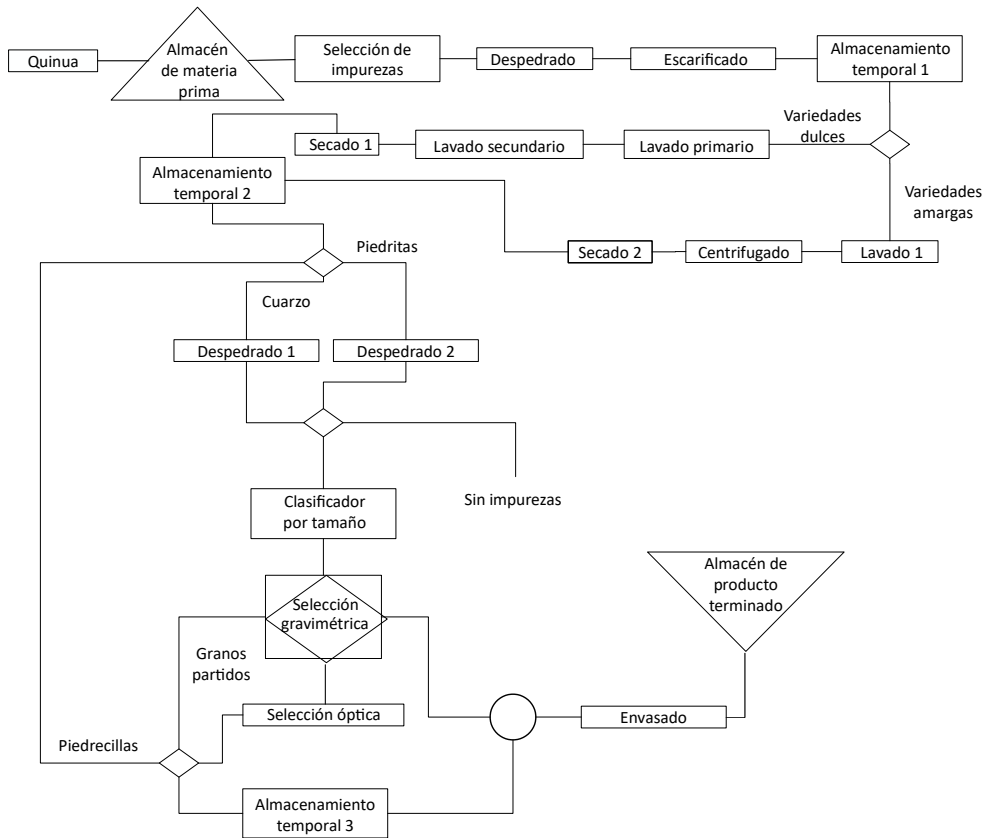 Quinua
Almacén
de materia
prima
Selección de
impurezas
Despedrado
Escarificado
Almacenamiento
temporal 1
Variedades
dulces
Lavado primario
Lavado secundario
Secado 1
Almacenamiento
temporal 2
Variedades
amargas
Lavado 1
Centrifugado
Secado 2
Piedritas
Cuarzo
Despedrado 1
Despedrado 2
Sin impurezas
Clasificador
por tamaño
Selección
gravimétrica
Granos
partidos
Selección óptica
Piedrecillas
Almacenamiento
temporal 3
Envasado
Almacén de
producto
terminado